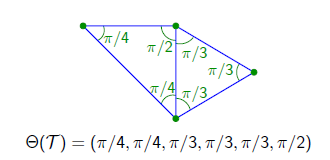 π/4
π/2 π/3
π/3
π/4 π/3
Θ(𝒯) = (π/4, π/4, π/3, π/3, π/3, π/2)